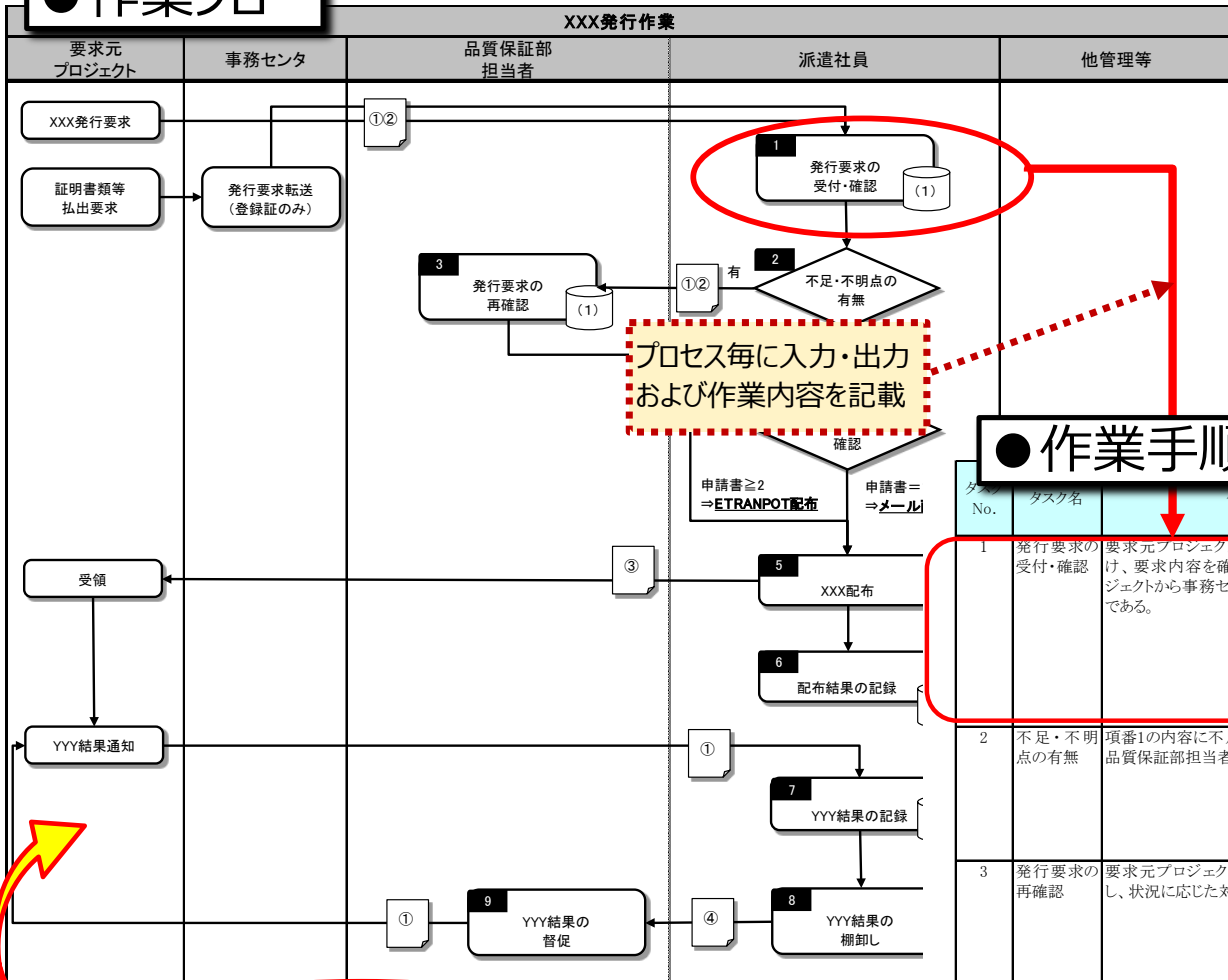 ●作業フロー
XXX発行作業
要求元
プロジェクト
事務センタ
品質保証部
担当者
派遣社員
他管理等
XXX発行要求
①②
1
発行要求の
受付・確認
(1)
証明書類等
払出要求
発行要求転送
(登録証のみ)
3
発行要求の
再確認
(1)
①②
有
2
不足・不明点の
有無
プロセス毎に入力・出力
および作業内容を記載
確認
申請書≧2
⇒ETRANPOT配布
申請書=
⇒メール
●作業手順
タスク
No.
タスク名
1
発行要求の
受付・確認
要求元プロジェク
け、要求内容を確
ジェクトから事務セ
である。
受領
③
5
XXX配布
6
配布結果の記録
YYY結果通知
①
2
不足・不明
点の有無
項番1の内容に不
品質保証部担当者
7
YYY結果の記録
3
発行要求の
再確認
要求元プロジェク
し、状況に応じた対
①
9
YYY結果の
督促
④
8
YYY結果の
棚卸し